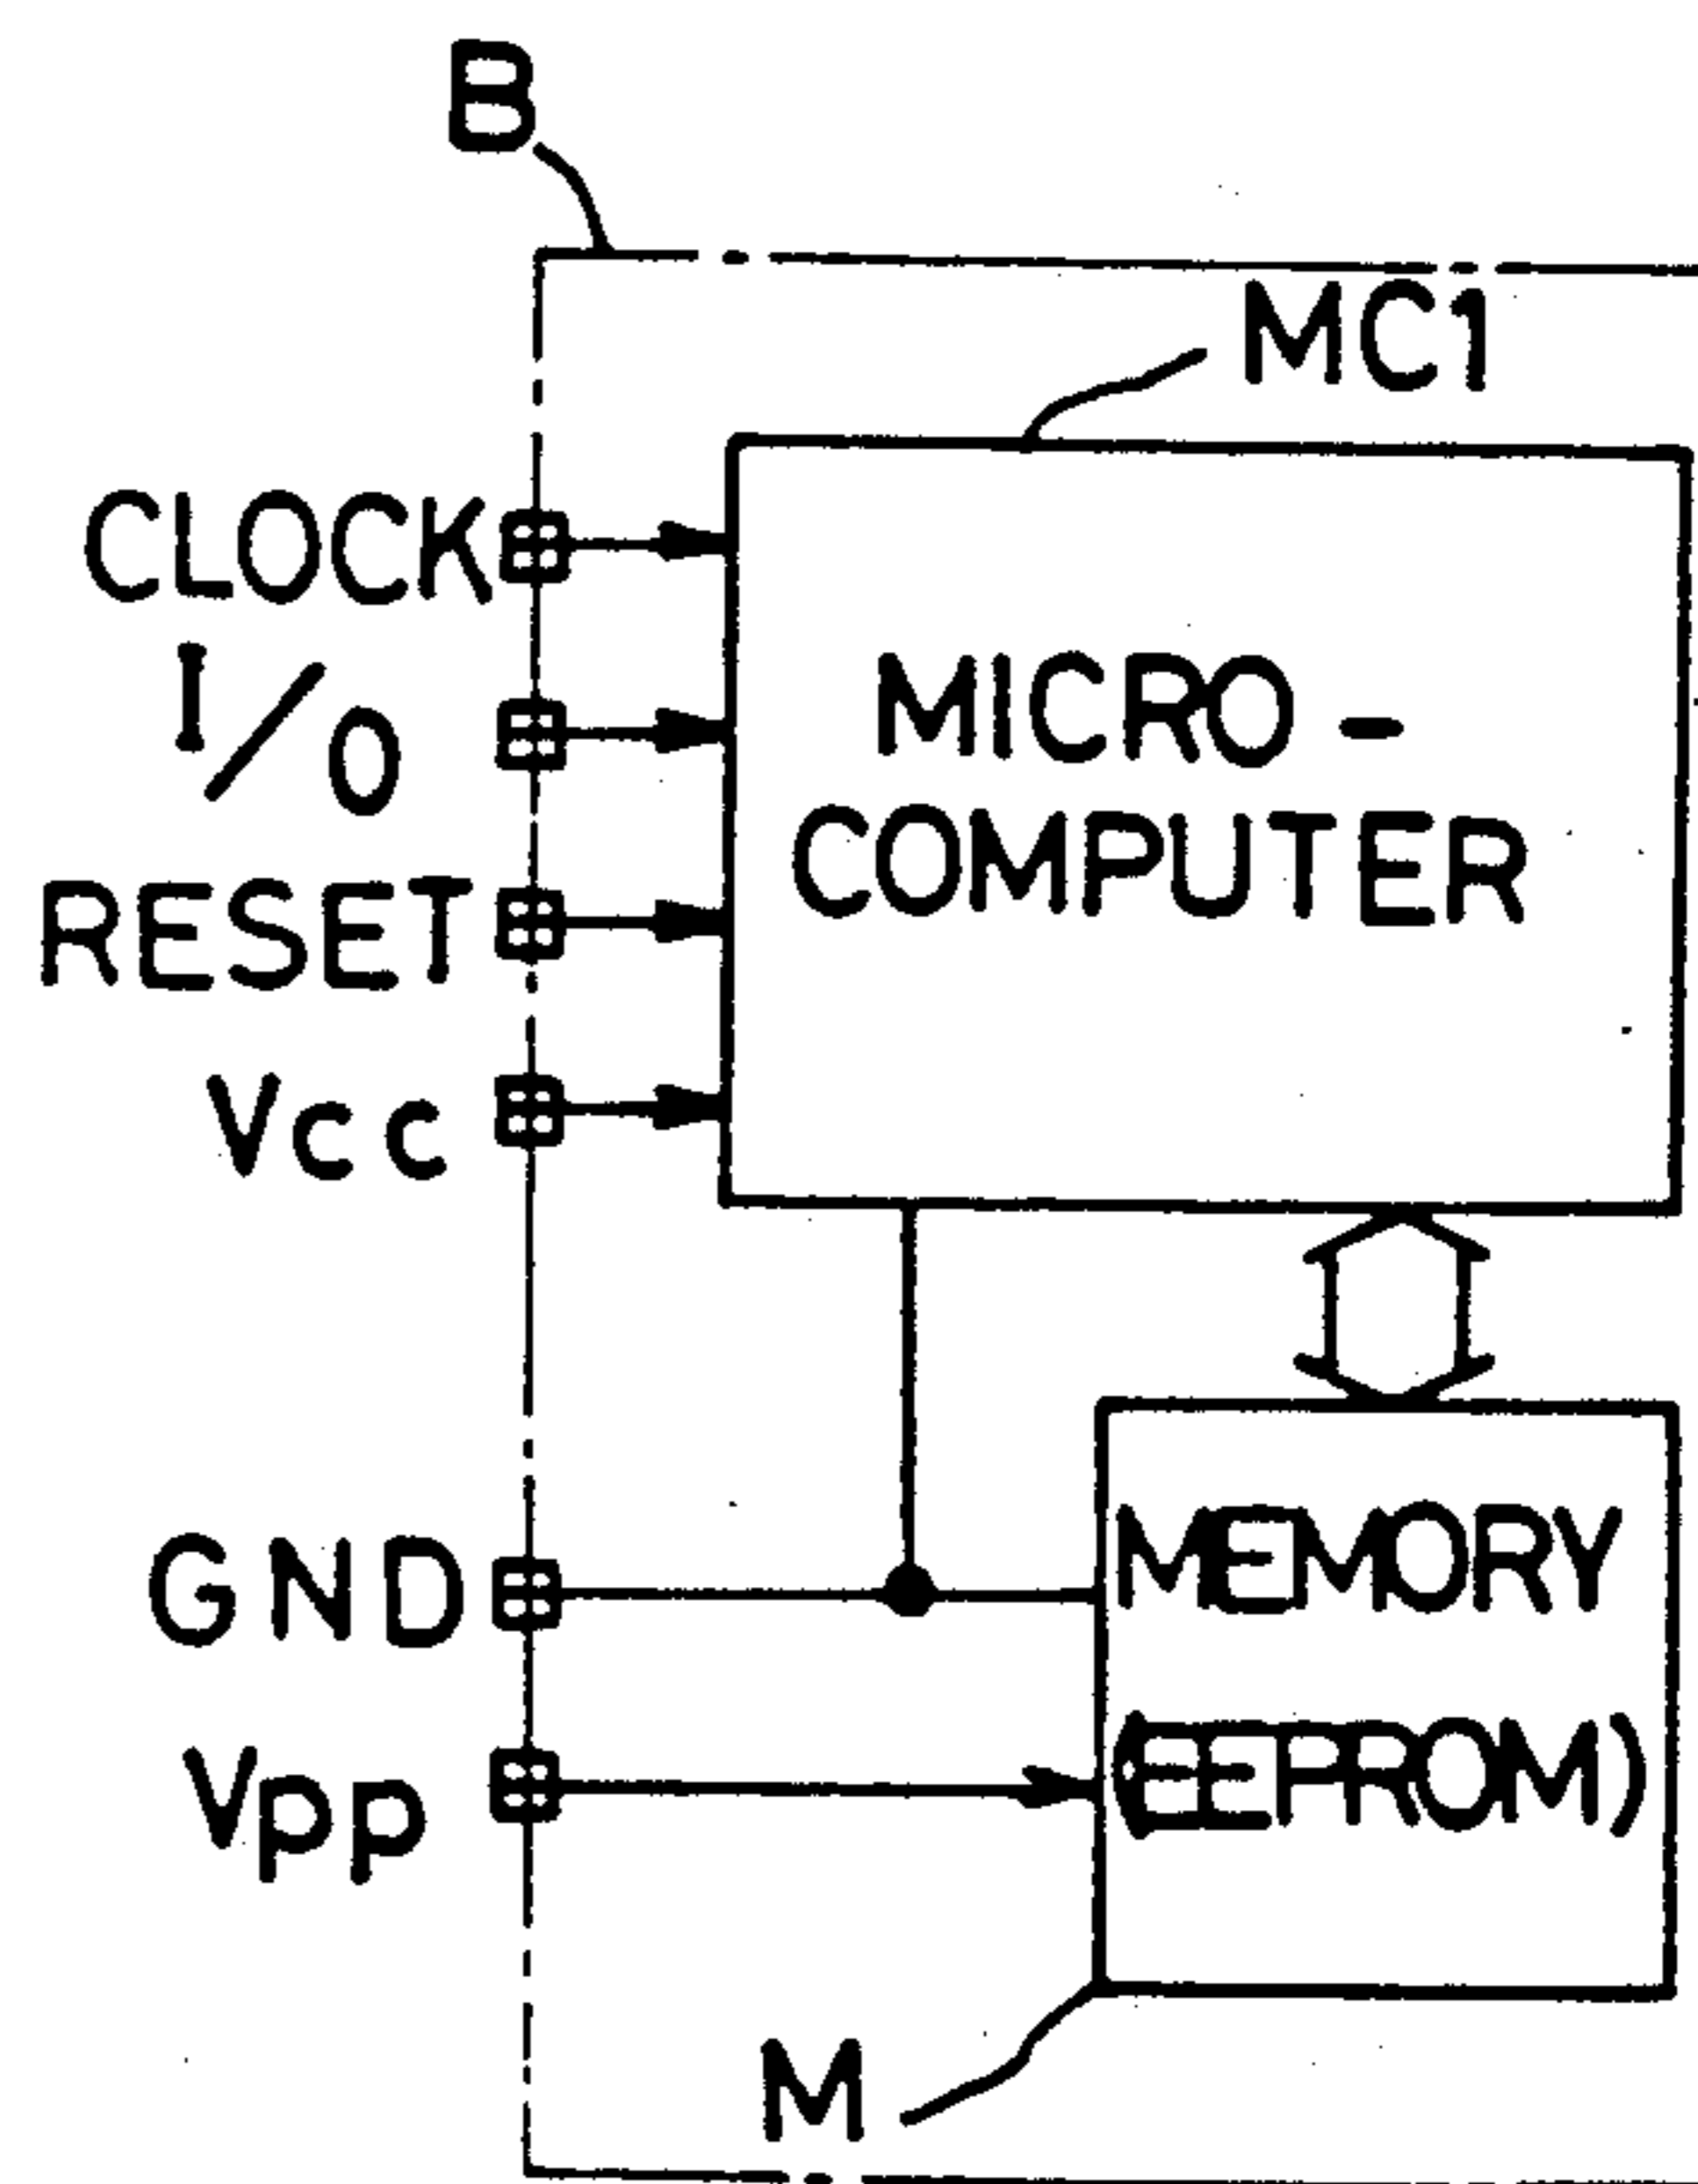 B
MC1
CLOCK
I/O
RESET
Vcc
MICRO-
COMPUTER
GND
Vpp
MEMORY
(EEPROM)
M